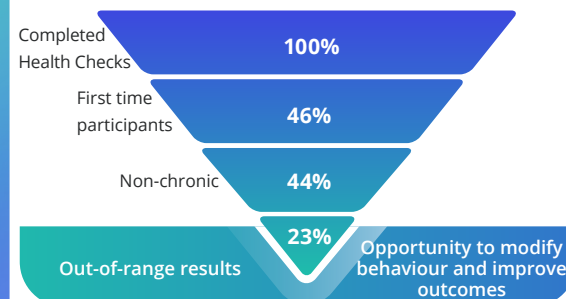 Completed
Health Checks
100%
First time
participants
46%
Non-chronic
44%
23%
Out-of-range results
Opportunity to modify
behaviour and improve
outcomes